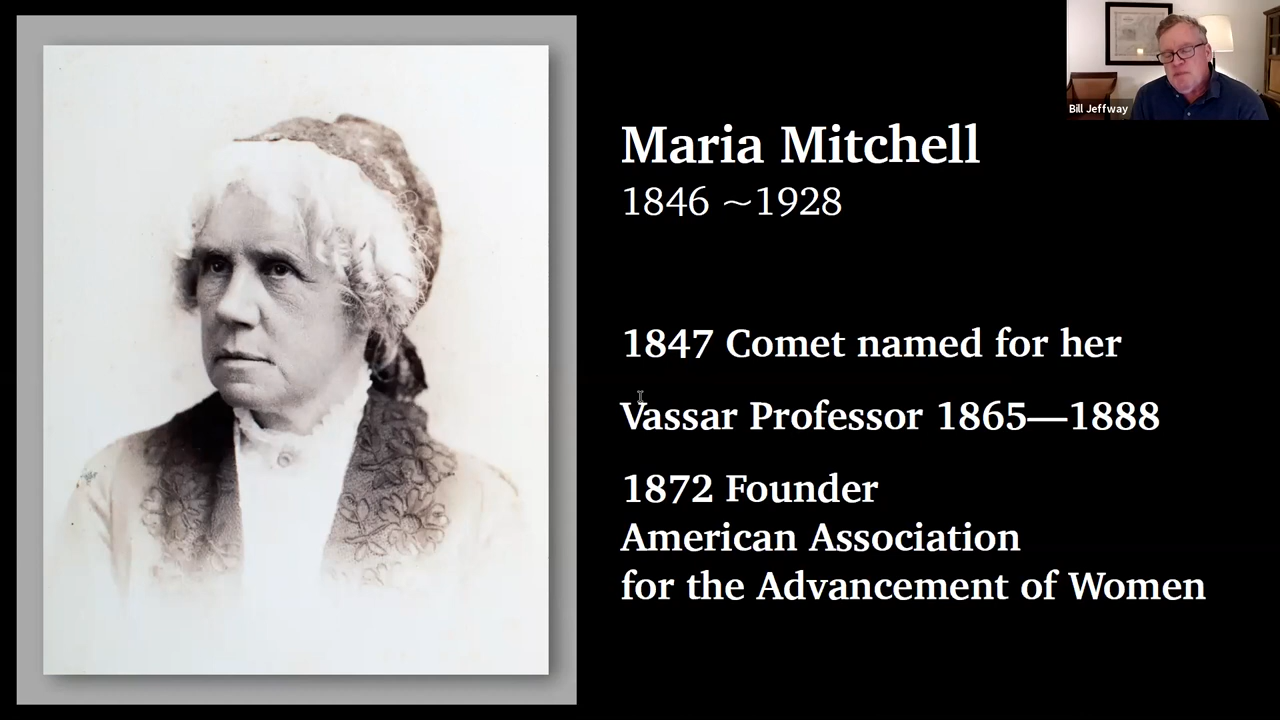 Bill Jeffway
Maria Mitchell
1846 ~1928
1847 Comet named for her
Vassar Professor 1865—1888
1872 Founder
American Association
for the Advancement of Women